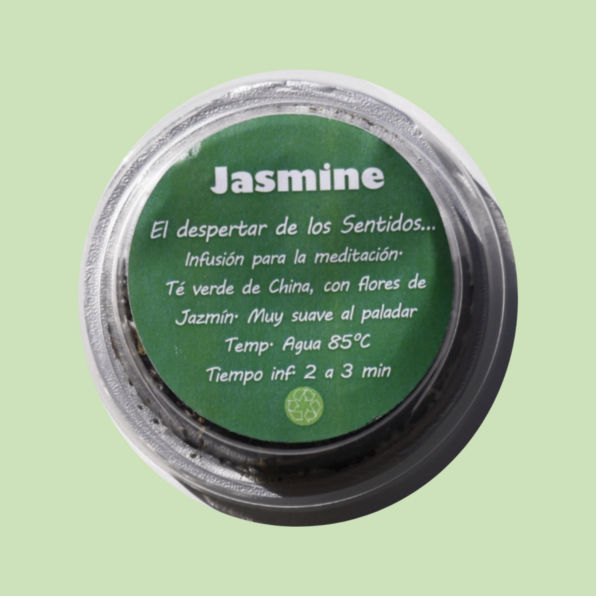 Jasmine
El despertar de los Sentidos...
Infusión para la meditación.
Té verde de China, con flores de
Jazmín. Muy suave al paladar
Temp. Agua 85ºC
Tiempo inf. 2 a 3 min